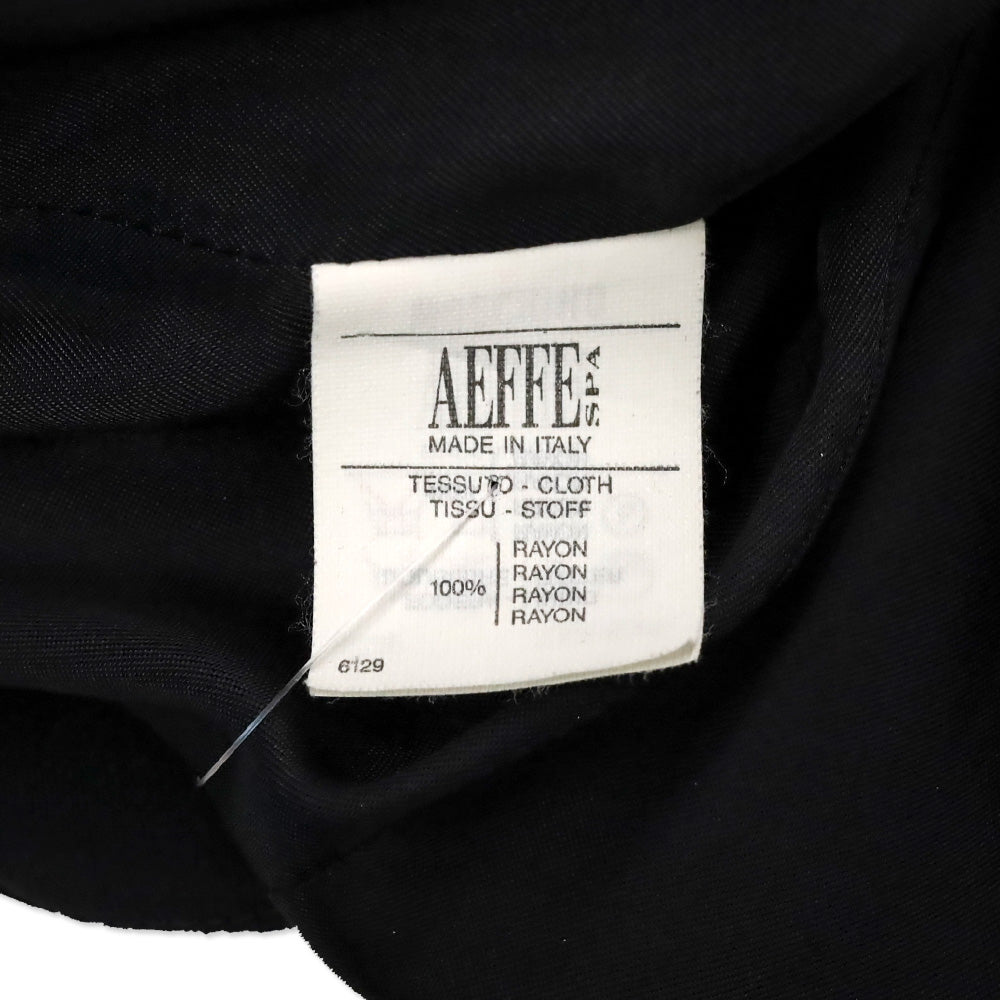 AEFFE SPA
MADE IN ITALY
TESSUTO - CLOTH
TISSU - STOFF
100%
RAYON
RAYON
RAYON
RAYON
6129